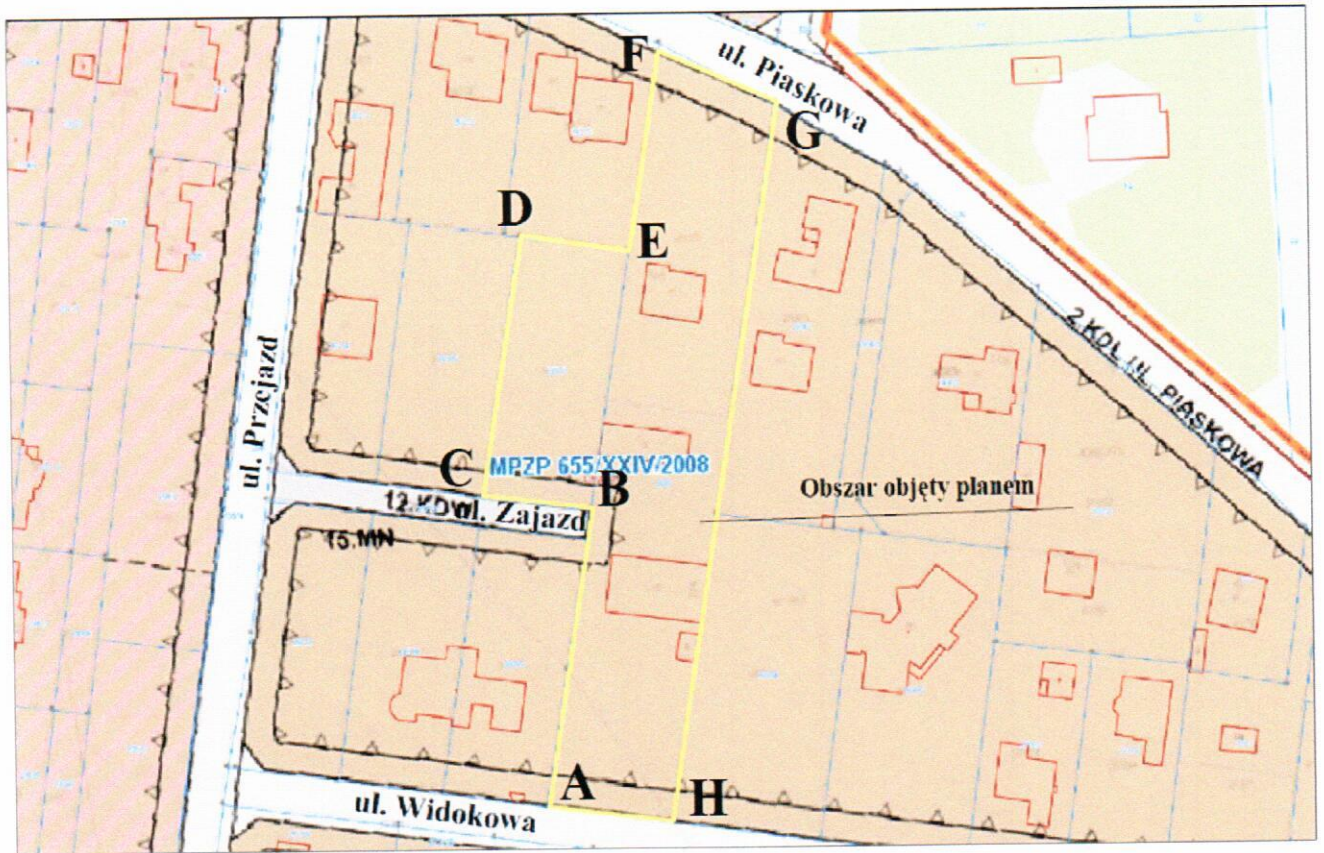 F
ul. Piaskowa
G
D
E
2.KDL UL. PIASKOWA
ul. Przejazd
C
MPZP 655/XXIV/2008
B
Obszar objęty planem
12.KDW
ul. Zajazd
15.MN
A
H
ul. Widokowa